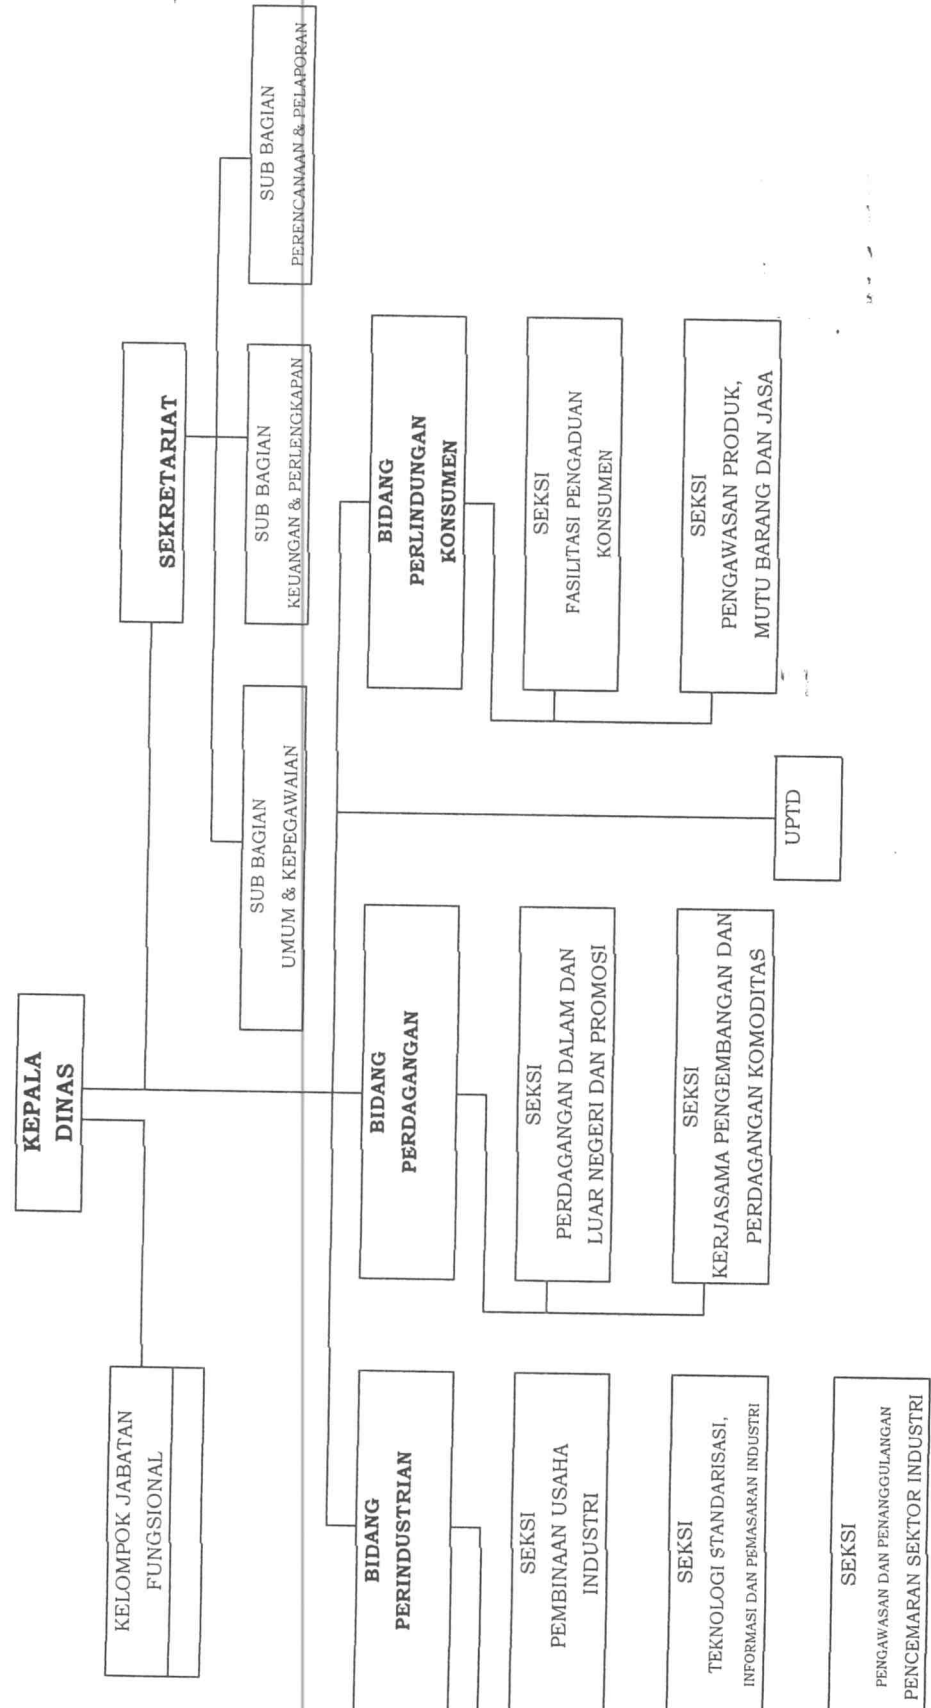 KEPALA
DINAS
KELOMPOK JABATAN
FUNGSIONAL
SEKRETARIAT
SUB BAGIAN
UMUM & KEPEGAWAIAN
SUB BAGIAN
KEUANGAN & PERLENGKAPAN
SUB BAGIAN
PERENCANAAN & PELAPORAN
BIDANG
PERINDUSTRIAN
BIDANG
PERDAGANGAN
BIDANG
PERLINDUNGAN
KONSUMEN
SEKSI
PEMBINAAN USAHA
INDUSTRI
SEKSI
PERDAGANGAN DALAM DAN
LUAR NEGERI DAN PROMOSI
SEKSI
FASILITASI PENGADUAN
KONSUMEN
SEKSI
TEKNOLOGI STANDARISASI,
INFORMASI DAN PEMASARAN INDUSTRI
SEKSI
KERJASAMA PENGEMBANGAN DAN
PERDAGANGAN KOMODITAS
SEKSI
PENGAWASAN PRODUK,
MUTU BARANG DAN JASA
UPTD
SEKSI
PENGAWASAN DAN PENANGGULANGAN
PENCEMARAN SEKTOR INDUSTRI